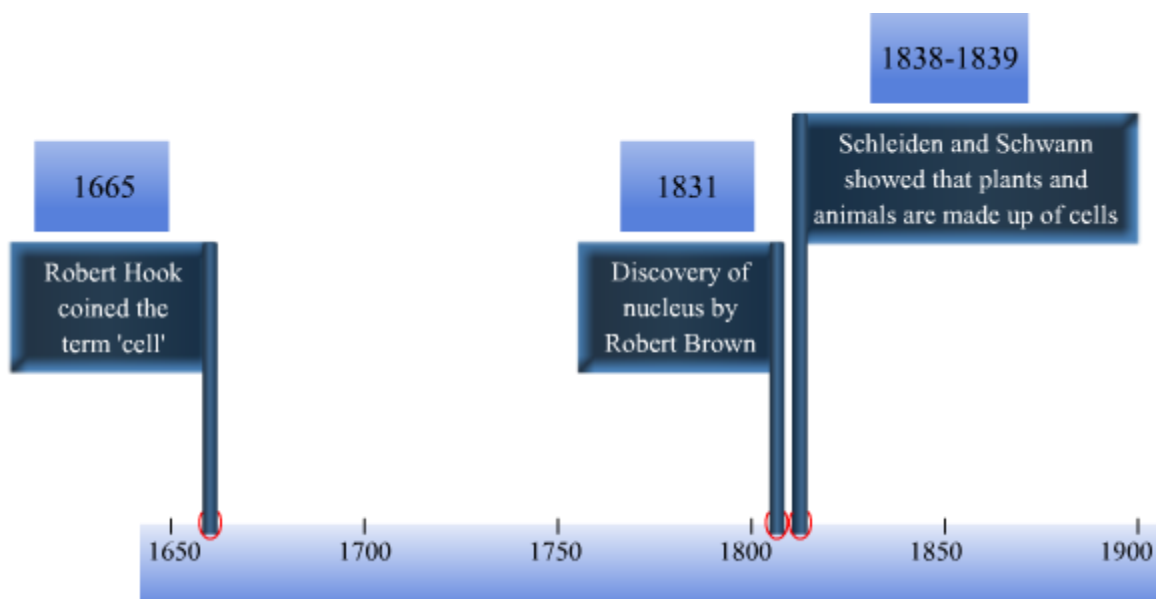 1665
Robert Hook
coined the
term 'cell'
1831
Discovery of
nucleus by
Robert Brown
1838-1839
Schleiden and Schwann
showed that plants and
animals are made up of cells
1650 1700 1750 1800 1850 1900